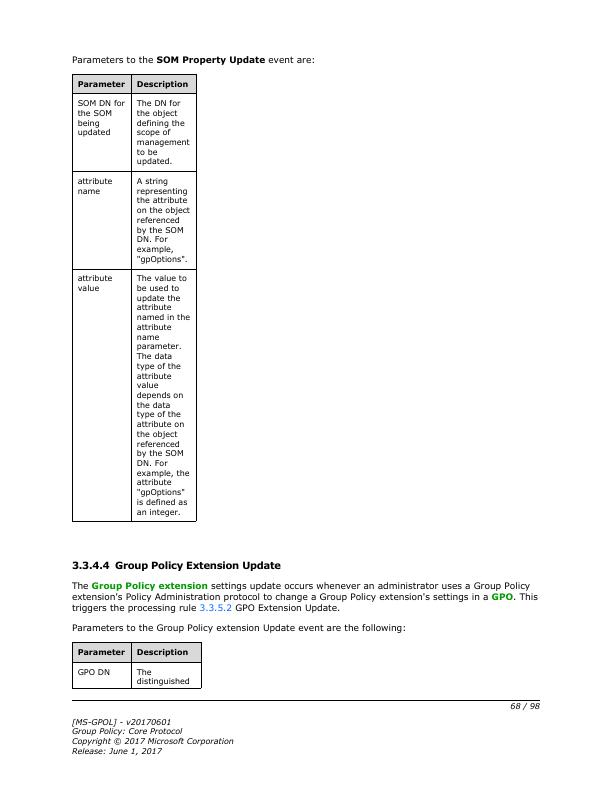 Parameters to the SOM Property Update event are:
Parameter Description
SOM DN for
the SOM
being
updated
The DN for
the object
defining the
scope of
management
to be
updated.
attribute
name
A string
representing
the attribute
on the object
referenced
by the SOM
DN. For
example,
"gpOptions".
attribute
value
The value to
be used to
update the
attribute
named in the
attribute
name
parameter.
The data
type of the
attribute
value
depends on
the data
type of the
attribute on
the object
referenced
by the SOM
DN. For
example, the
attribute
"gpOptions"
is defined as
an integer.
3.3.4.4 Group Policy Extension Update
The Group Policy extension settings update occurs whenever an administrator uses a Group Policy
extension's Policy Administration protocol to change a Group Policy extension's settings in a GPO. This
triggers the processing rule 3.3.5.2 GPO Extension Update.
Parameters to the Group Policy extension Update event are the following:
Parameter Description
GPO DN
The
distinguished
68 / 98
[MS-GPOL] - v20170601
Group Policy: Core Protocol
Copyright © 2017 Microsoft Corporation
Release: June 1, 2017